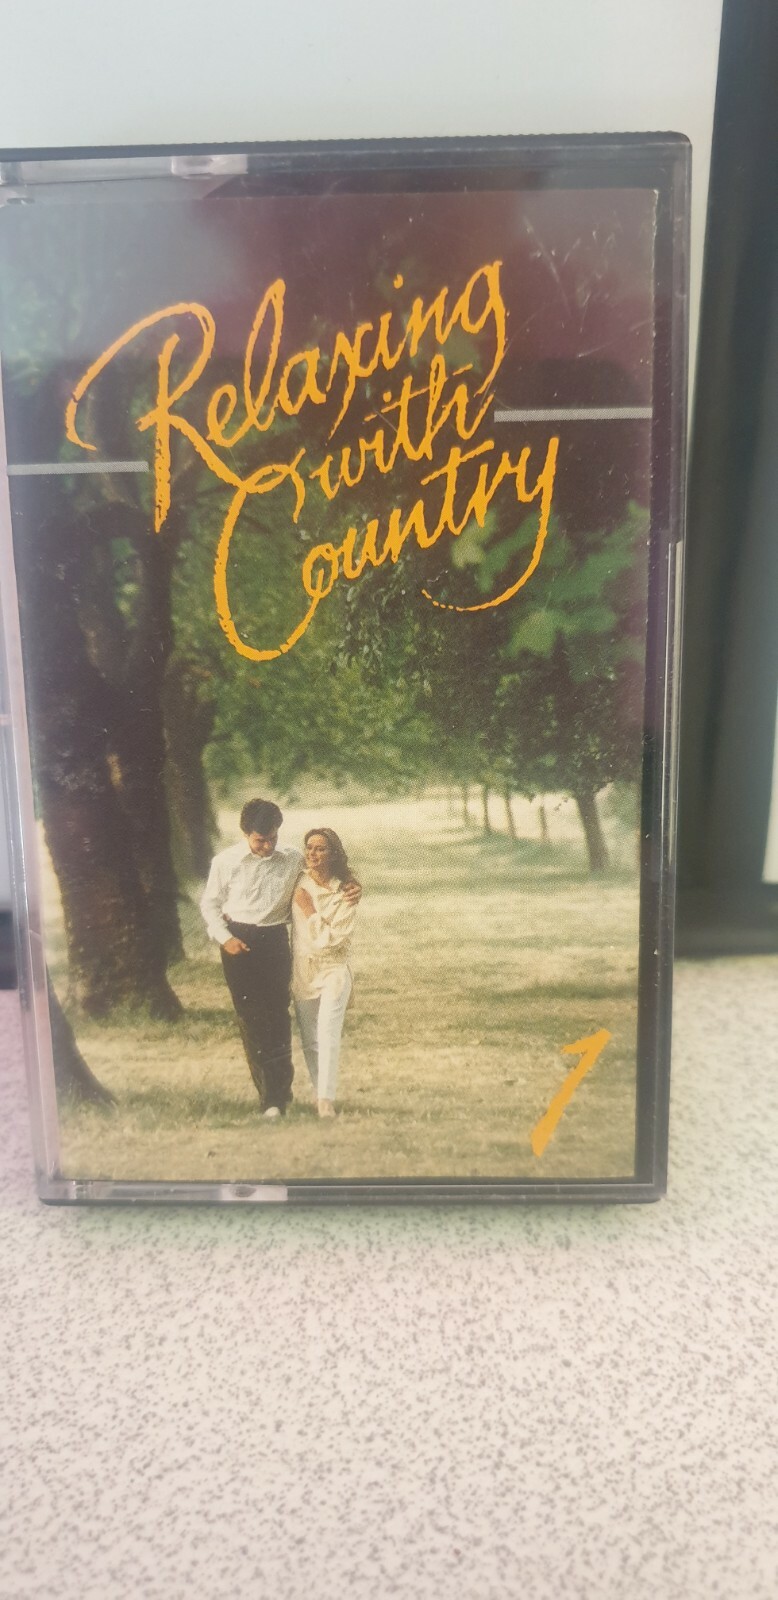 Relaxing
with
Country
1